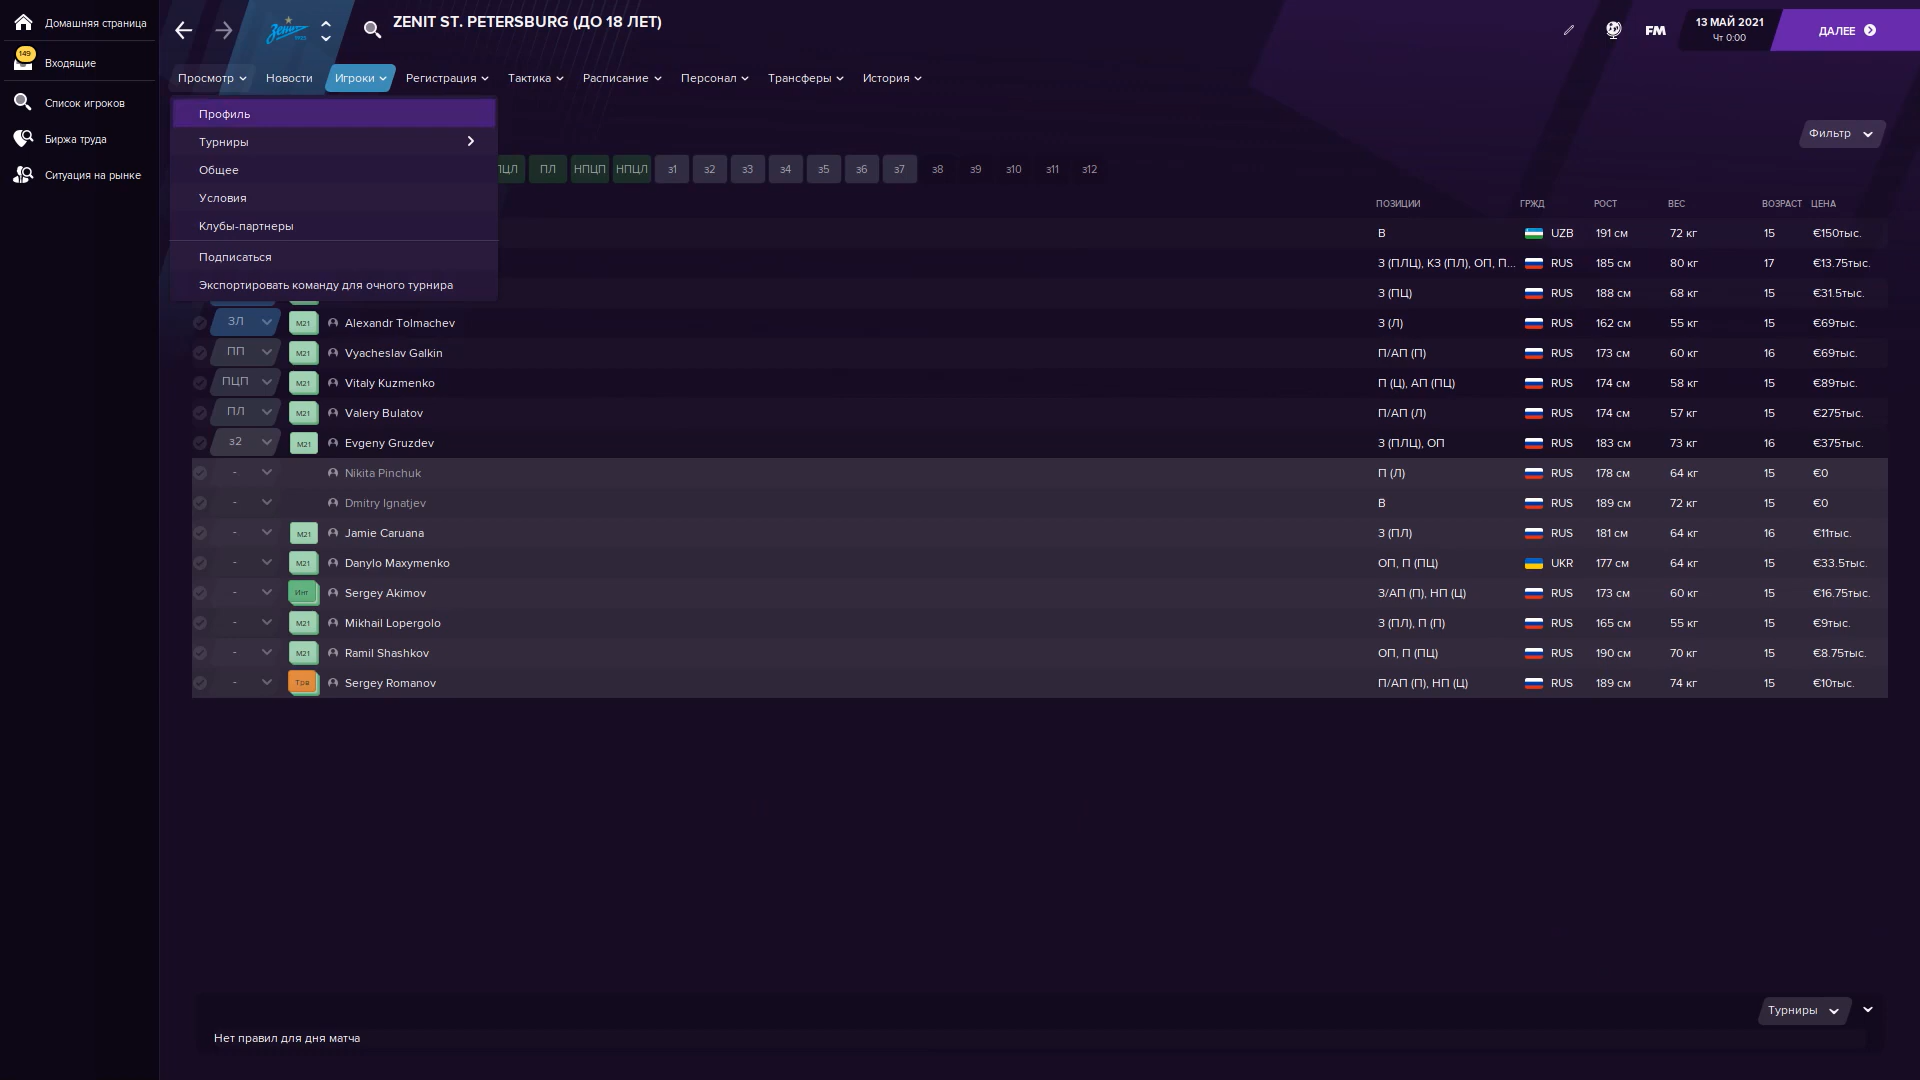 Домашняя страница
149
Входящие
Список игроков
Биржа труда
Ситуация на рынке
ZENIT ST. PETERSBURG (ДО 18 ЛЕТ)
FM
13 МАЙ 2021
Чт 0:00
ДАЛЕЕ
Просмотр Новости Игроки Регистрация Тактика Расписание Персонал Трансферы История
Профиль
Турниры
Общее
Условия
Клубы-партнеры
Подписаться
Экспортировать команду для очного турнира
Фильтр
ПЛ НПЦП НПЦЛ з1 з2 з3 з4 з5 з6 з7 з8 з9 з10 з11 з12
ПОЗИЦИИ ГРЖД РОСТ ВЕС ВОЗРАСТ ЦЕНА
В UZB 191 см 72 кг 15 €150тыс.
З (ПЛЦ), КЗ (ПЛ), ОП, П... RUS 185 см 80 кг 17 €13.75тыс.
З (ПЦ) RUS 188 см 68 кг 15 €31.5тыс.
ЗЛ М21 Alexandr Tolmachev З (Л) RUS 162 см 55 кг 15 €69тыс.
ПП М21 Vyacheslav Galkin П/АП (П) RUS 173 см 60 кг 16 €69тыс.
ПЦП М21 Vitaly Kuzmenko П (Ц), АП (ПЦ) RUS 174 см 58 кг 15 €89тыс.
ПЛ М21 Valery Bulatov П/АП (Л) RUS 174 см 57 кг 15 €275тыс.
з2 М21 Evgeny Gruzdev З (ПЛЦ), ОП RUS 183 см 73 кг 16 €375тыс.
- Nikita Pinchuk П (Л) RUS 178 см 64 кг 15 €0
- Dmitry Ignatjev В RUS 189 см 72 кг 15 €0
- М21 Jamie Caruana З (ПЛ) RUS 181 см 64 кг 16 €11тыс.
- М21 Danylo Maxymenko ОП, П (ПЦ) UKR 177 см 64 кг 15 €33.5тыс.
- Инт Sergey Akimov З/АП (П), НП (Ц) RUS 173 см 60 кг 15 €16.75тыс.
- М21 Mikhail Lopergolo З (ПЛ), П (П) RUS 165 см 55 кг 15 €9тыс.
- М21 Ramil Shashkov ОП, П (ПЦ) RUS 190 см 70 кг 15 €8.75тыс.
- Трв Sergey Romanov П/АП (П), НП (Ц) RUS 189 см 74 кг 15 €10тыс.
Турниры
Нет правил для дня матча